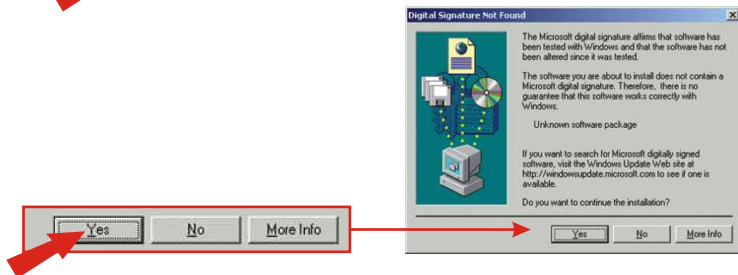 Digital Signature Not Found
The Microsoft digital signature affirms that software has
been tested with Windows and that the software has not
been altered since it was tested.
The software you are about to install does not contain a
Microsoft digital signature. Therefore, there is no
guarantee that this software works correctly with
Windows.
Unknown software package
If you want to search for Microsoft digitally signed
software, visit the Windows Update Web site at
http://windowsupdate.microsoft.com to see if one is
available.
Do you want to continue the installation?
Yes No More Info
Yes No More Info